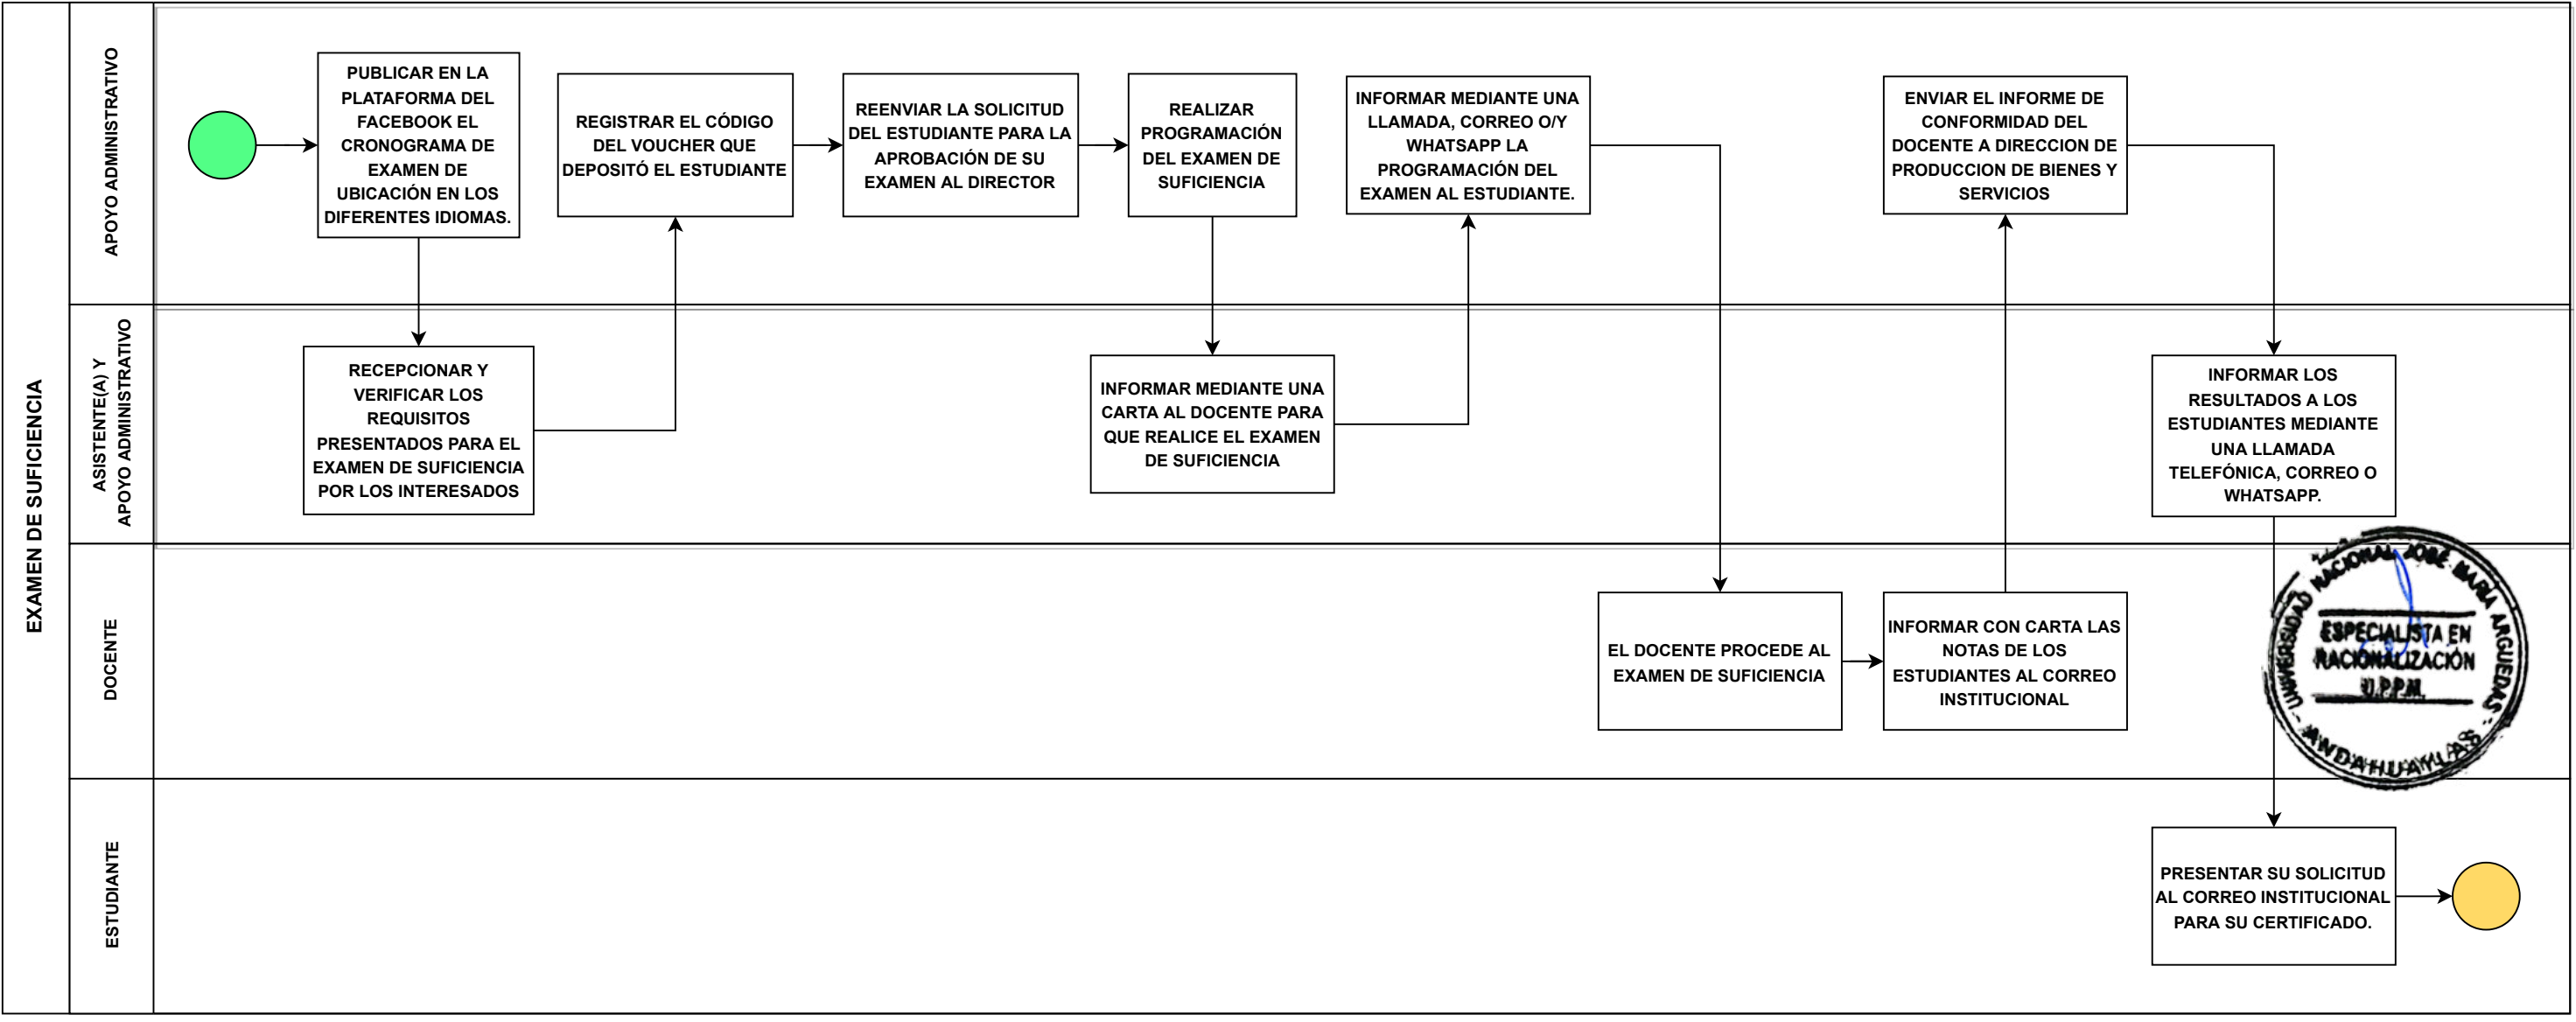 EXAMEN DE SUFICIENCIA
APOYO ADMINISTRATIVO
PUBLICAR EN LA
PLATAFORMA DEL
FACEBOOK EL
CRONOGRAMA DE
EXAMEN DE
UBICACIÓN EN LOS
DIFERENTES IDIOMAS.
REGISTRAR EL CÓDIGO
DEL VOUCHER QUE
DEPOSITÓ EL ESTUDIANTE
REENVIAR LA SOLICITUD
DEL ESTUDIANTE PARA LA
APROBACIÓN DE SU
EXAMEN AL DIRECTOR
REALIZAR
PROGRAMACIÓN
DEL EXAMEN DE
SUFICIENCIA
INFORMAR MEDIANTE UNA
LLAMADA, CORREO O/Y
WHATSAPP LA
PROGRAMACIÓN DEL
EXAMEN AL ESTUDIANTE.
ENVIAR EL INFORME DE
CONFORMIDAD DEL
DOCENTE A DIRECCION DE
PRODUCCION DE BIENES Y
SERVICIOS
ASISTENTE(A) Y
APOYO ADMINISTRATIVO
RECEPCIONAR Y
VERIFICAR LOS
REQUISITOS
PRESENTADOS PARA EL
EXAMEN DE SUFICIENCIA
POR LOS INTERESADOS
INFORMAR MEDIANTE UNA
CARTA AL DOCENTE PARA
QUE REALICE EL EXAMEN
DE SUFICIENCIA
INFORMAR LOS
RESULTADOS A LOS
ESTUDIANTES MEDIANTE
UNA LLAMADA
TELEFÓNICA, CORREO O
WHATSAPP.
DOCENTE
EL DOCENTE PROCEDE AL
EXAMEN DE SUFICIENCIA
INFORMAR CON CARTA LAS
NOTAS DE LOS
ESTUDIANTES AL CORREO
INSTITUCIONAL
UNIVERSIDAD NACIONAL JOSÉ MARÍA ARGUEDAS
ESPECIALISTA EN
RACIONALIZACIÓN
U.P.P.M.
- ANDAHUAYLAS -
ESTUDIANTE
PRESENTAR SU SOLICITUD
AL CORREO INSTITUCIONAL
PARA SU CERTIFICADO.